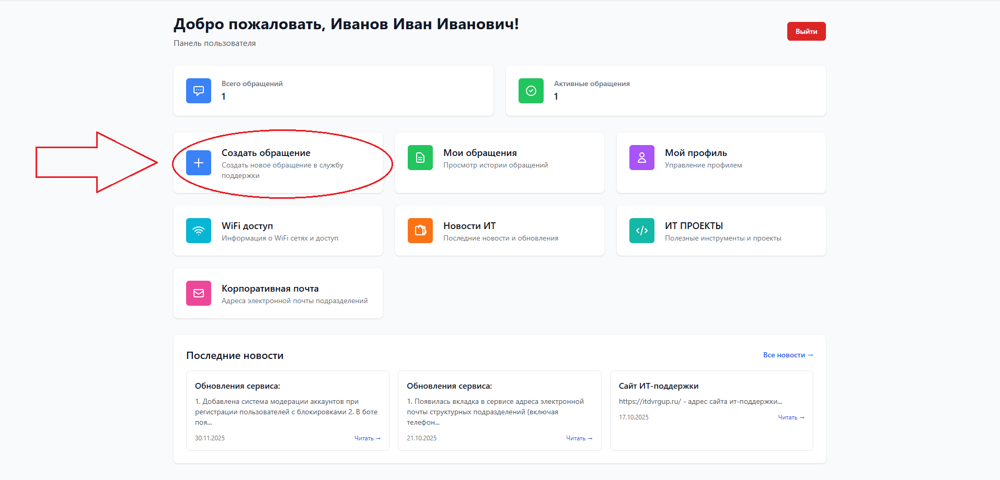 Добро пожаловать, Иванов Иван Иванович!
Панель пользователя
Выйти
Всего обращений
1
Активные обращения
1
Создать обращение
Создать новое обращение в службу
поддержки
Мои обращения
Просмотр истории обращений
Мой профиль
Управление профилем
WiFi доступ
Информация о WiFi сетях и доступ
Новости ИТ
Последние новости и обновления
ИТ ПРОЕКТЫ
Полезные инструменты и проекты
Корпоративная почта
Адреса электронной почты подразделений
Последние новости
Все новости →
Обновления сервиса:
1. Добавлена система модерации аккаунтов при
регистрации пользователей с блокировками 2. В боте
поя...
30.11.2025
Читать →
Обновления сервиса:
1. Появилась вкладка в сервисе адреса электронной
почты структурных подразделений (включая
телефон...
21.10.2025
Читать →
Сайт ИТ-поддержки
https://itdvrgup.ru/ - адрес сайта ит-поддержки...
17.10.2025
Читать →